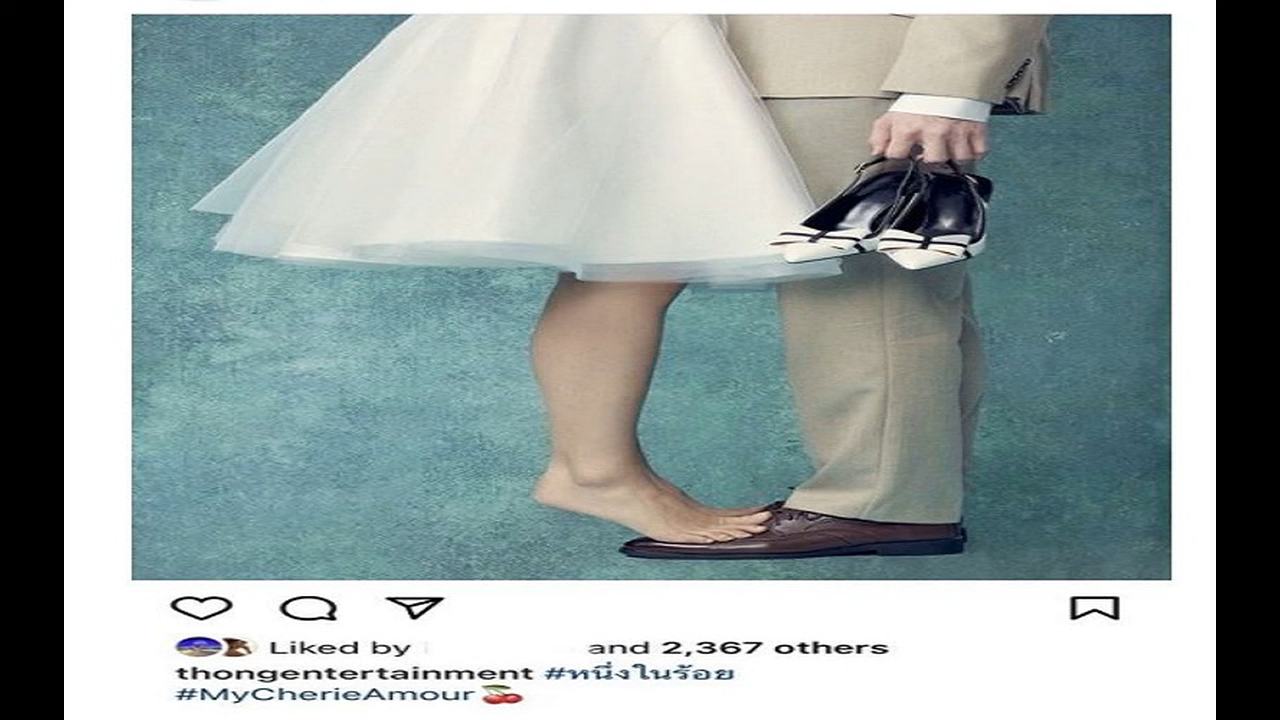 Liked by and 2,367 others
thongentertainment #หนึ่งในร้อย
#MyCherieAmour🍒